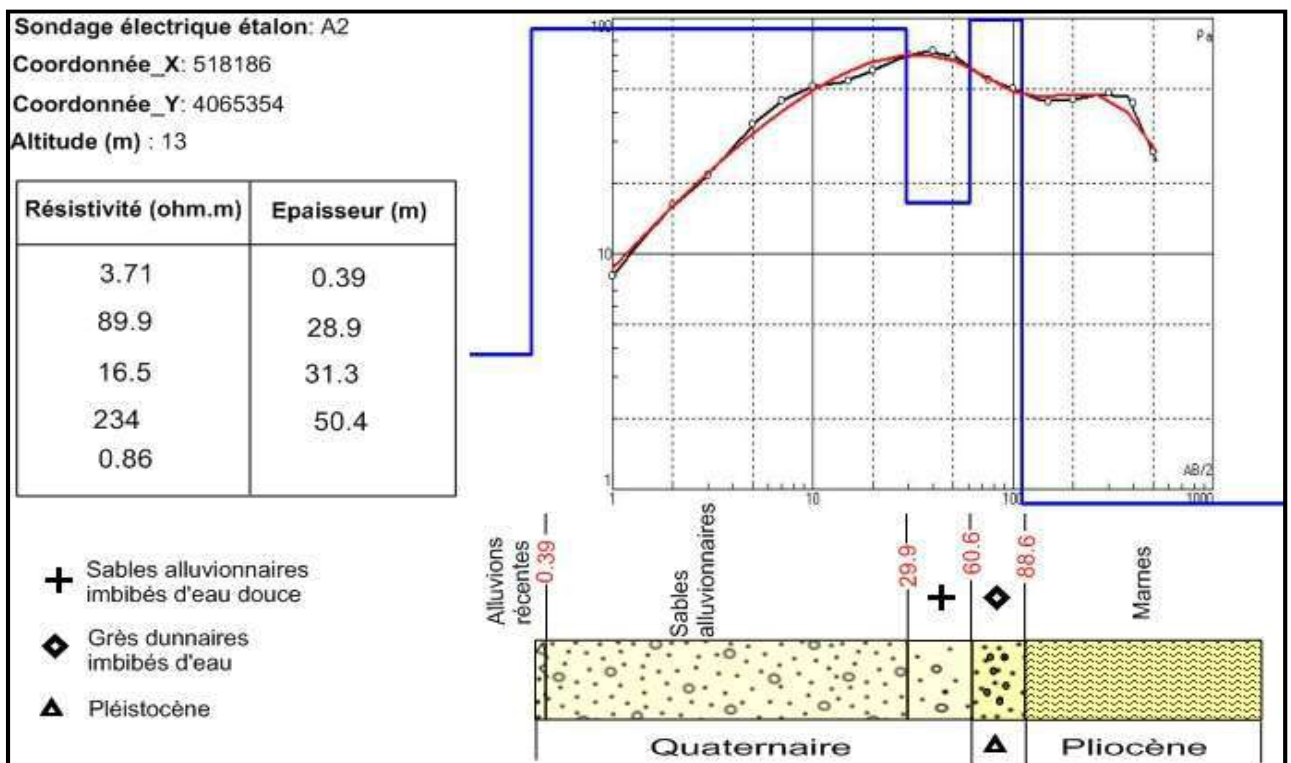 Sondage électrique étalon: A2
Coordonnée_X: 518186
Coordonnée_Y: 4065354
Altitude (m) : 13
Résistivité (ohm.m) Epaisseur (m)
3.71 0.39
89.9 28.9
16.5 31.3
234 50.4
0.86
100
ρa
10
1
AB/2
1 10 100 1000
Sables alluvionnaires
imbibés d'eau douce
Grès dunnaires
imbibés d'eau
Pléistocène
Alluvions
récentes
0.39
Sables
alluvionnaires
29.9
60.6
88.6
Marnes
Quaternaire
Pliocène